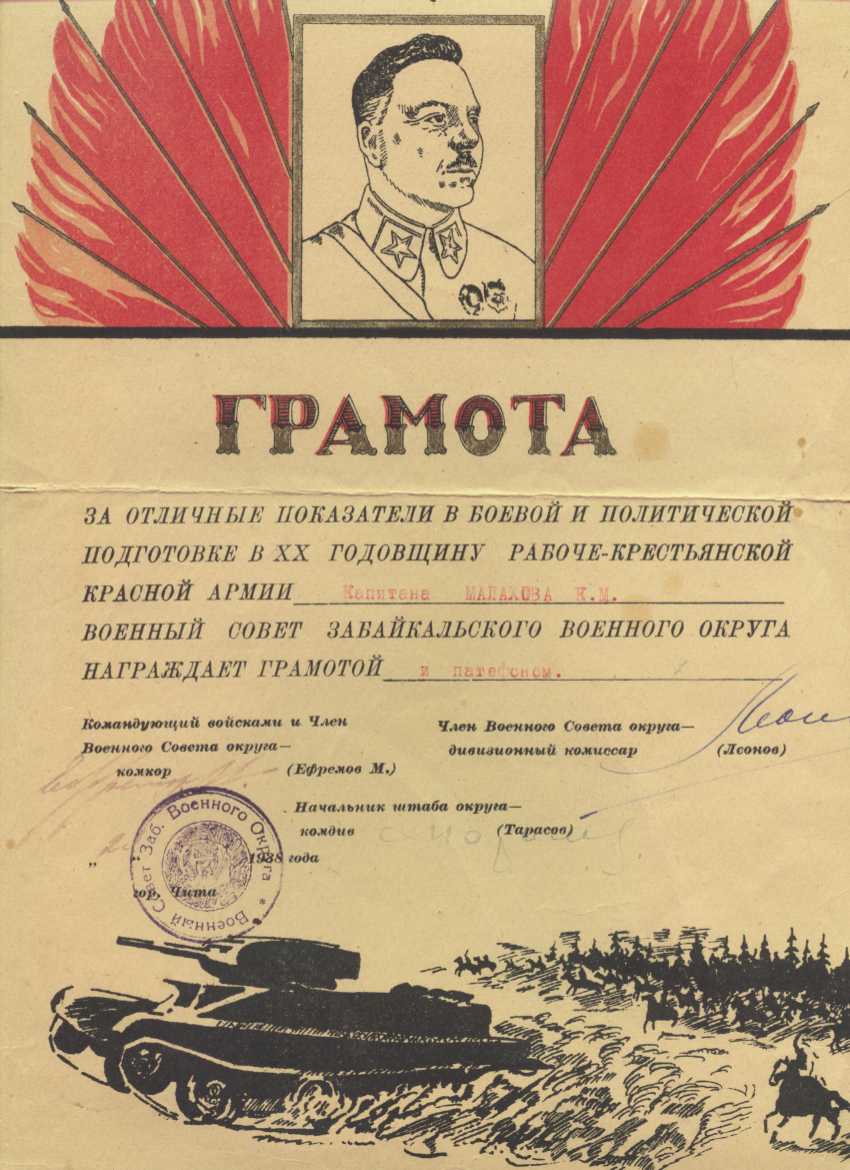 ГРАМОТА
ЗА ОТЛИЧНЫЕ ПОКАЗАТЕЛИ В БОЕВОЙ И ПОЛИТИЧЕСКОЙ
ПОДГОТОВКЕ В XX ГОДОВЩИНУ РАБОЧЕ-КРЕСТЬЯНСКОЙ
КРАСНОЙ АРМИИ Капитана МАЛАХОВА К.М.
ВОЕННЫЙ СОВЕТ ЗАБАЙКАЛЬСКОГО ВОЕННОГО ОКРУГА
НАГРАЖДАЕТ ГРАМОТОЙ и патефоном.
Командующий войсками и Член
Военного Совета округа—
комкор (Ефремов М.)
Член Военного Совета округа—
дивизионный комиссар (Леонов)
Начальник штаба округа—
комдив (Тарасов)
„ 1938 года
гор. Чита
Военный Совет Заб. Военного Округа